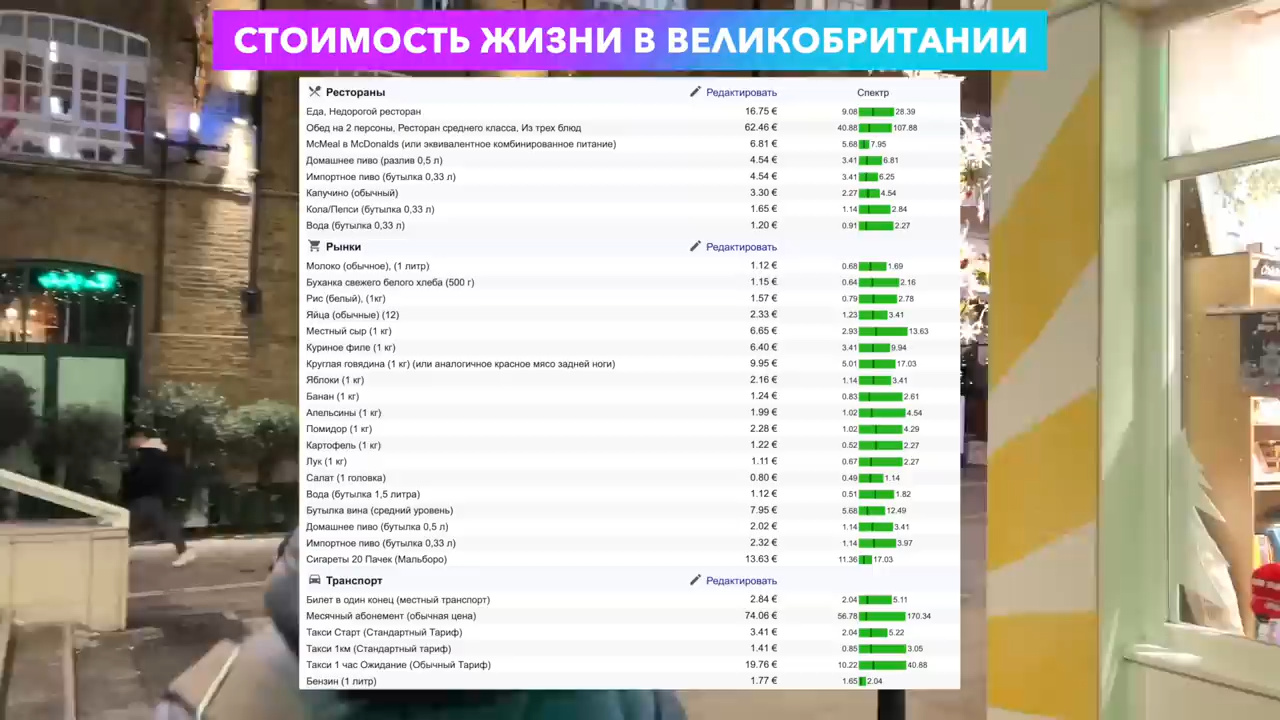 СТОИМОСТЬ ЖИЗНИ В ВЕЛИКОБРИТАНИИ
Рестораны Редактировать Спектр
Еда, Недорогой ресторан 16.75 € 9.08 28.39
Обед на 2 персоны, Ресторан среднего класса, Из трех блюд 62.46 € 40.88 107.88
McMeal в McDonalds (или эквивалентное комбинированное питание) 6.81 € 5.68 7.95
Домашнее пиво (разлив 0,5 л) 4.54 € 3.41 6.81
Импортное пиво (бутылка 0,33 л) 4.54 € 3.41 6.25
Капучино (обычный) 3.30 € 2.27 4.54
Кола/Пепси (бутылка 0,33 л) 1.65 € 1.14 2.84
Вода (бутылка 0,33 л) 1.20 € 0.91 2.27
Рынки Редактировать
Молоко (обычное), (1 литр) 1.12 € 0.68 1.69
Буханка свежего белого хлеба (500 г) 1.15 € 0.64 2.16
Рис (белый), (1кг) 1.57 € 0.79 2.78
Яйца (обычные) (12) 2.33 € 1.23 3.41
Местный сыр (1 кг) 6.65 € 2.93 13.63
Куриное филе (1 кг) 6.40 € 3.41 9.94
Круглая говядина (1 кг) (или аналогичное красное мясо задней ноги) 9.95 € 5.01 17.03
Яблоки (1 кг) 2.16 € 1.14 3.41
Банан (1 кг) 1.24 € 0.83 2.61
Апельсины (1 кг) 1.99 € 1.02 4.54
Помидор (1 кг) 2.28 € 1.02 4.29
Картофель (1 кг) 1.22 € 0.52 2.27
Лук (1 кг) 1.11 € 0.67 2.27
Салат (1 головка) 0.80 € 0.49 1.14
Вода (бутылка 1,5 литра) 1.12 € 0.51 1.82
Бутылка вина (средний уровень) 7.95 € 5.68 12.49
Домашнее пиво (бутылка 0,5 л) 2.02 € 1.14 3.41
Импортное пиво (бутылка 0,33 л) 2.32 € 1.14 3.97
Сигареты 20 Пачек (Мальборо) 13.63 € 11.36 17.03
Транспорт Редактировать
Билет в один конец (местный транспорт) 2.84 € 2.04 5.11
Месячный абонемент (обычная цена) 74.06 € 56.78 170.34
Такси Старт (Стандартный Тариф) 3.41 € 2.04 5.22
Такси 1км (Стандартный тариф) 1.41 € 0.85 3.05
Такси 1 час Ожидание (Обычный Тариф) 19.76 € 10.22 40.88
Бензин (1 литр) 1.77 € 1.65 2.04